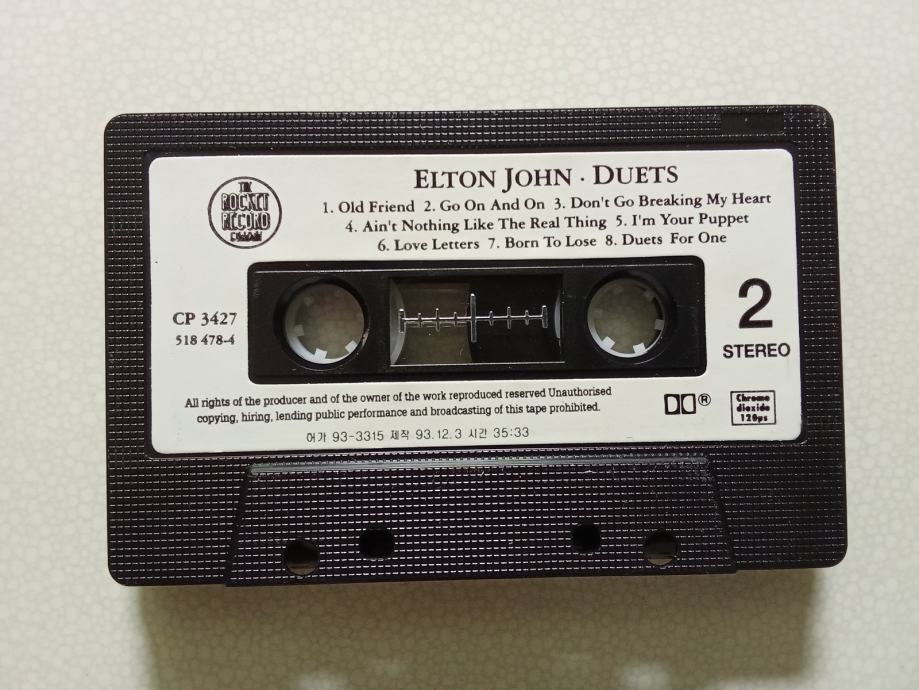 THE
ROCKET
RECORD
COMPANY
ELTON JOHN · DUETS
1. Old Friend 2. Go On And On 3. Don't Go Breaking My Heart
4. Ain't Nothing Like The Real Thing 5. I'm Your Puppet
6. Love Letters 7. Born To Lose 8. Duets For One
CP 3427
518 478-4
2
STEREO
All rights of the producer and of the owner of the work reproduced reserved Unauthorised
copying, hiring, lending public performance and broadcasting of this tape prohibited.
®
Chrome
dioxide
120µs
허가 93-3315 제작 93.12.3 시간 35:33